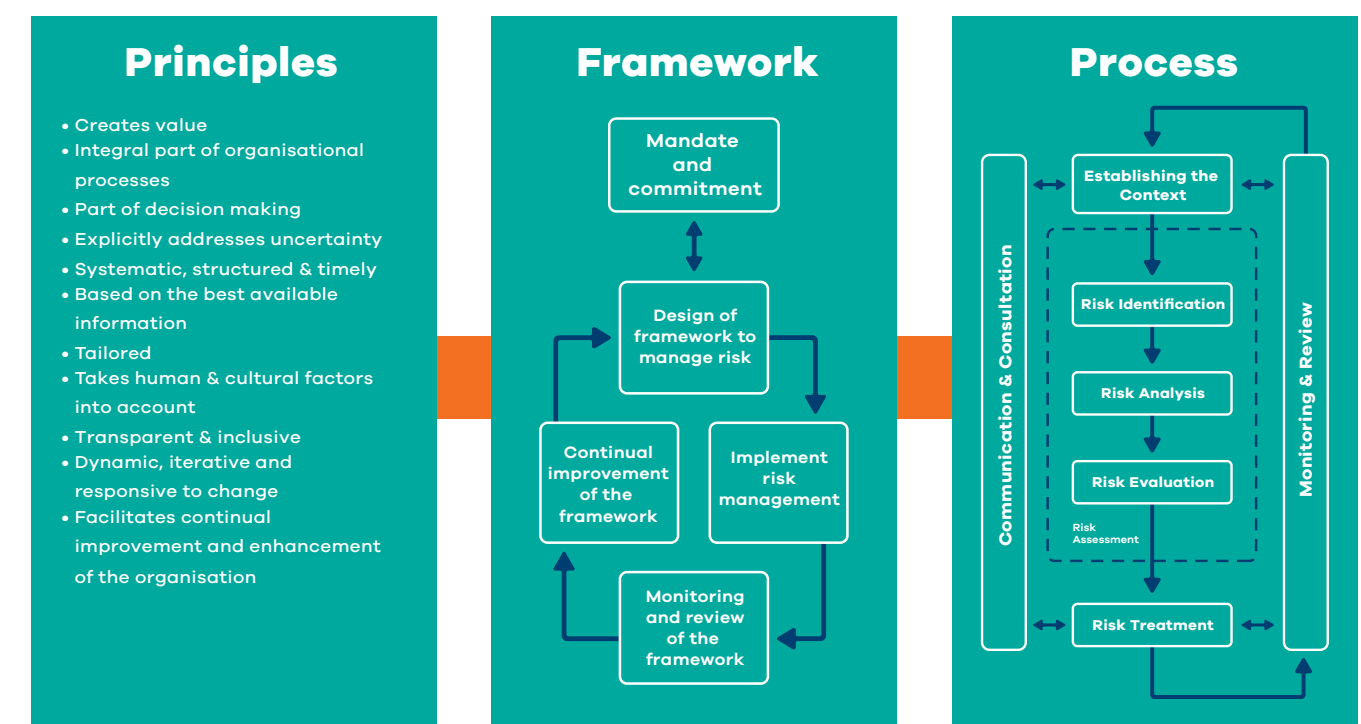 Principles
• Creates value
• Integral part of organisational
processes
• Part of decision making
• Explicitly addresses uncertainty
• Systematic, structured & timely
• Based on the best available
information
• Tailored
• Takes human & cultural factors
into account
• Transparent & inclusive
• Dynamic, iterative and
responsive to change
• Facilitates continual
improvement and enhancement
of the organisation
Framework
Mandate
and
commitment
Design of
framework to
manage risk
Continual
improvement
of the
framework
Implement
risk
management
Monitoring
and review
of the
framework
Process
Communication & Consultation
Establishing the
Context
Risk Identification
Risk Analysis
Risk Evaluation
Risk
Assessment
Risk Treatment
Monitoring & Review